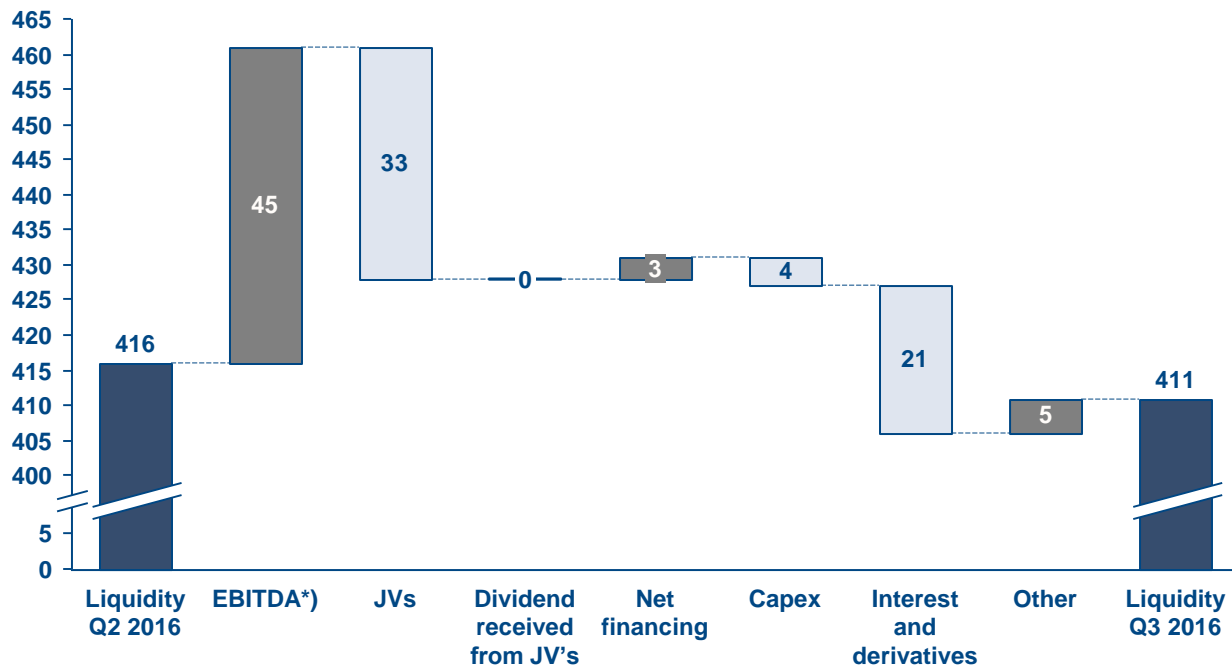 465
460
455
450
445
440
435
430
425
420
415
410
405
400
5
0
416
45
33
0
3
4
21
5
411
Liquidity
Q2 2016
EBITDA*)
JVs
Dividend
received
from JV's
Net
financing
Capex
Interest
and
derivatives
Other
Liquidity
Q3 2016